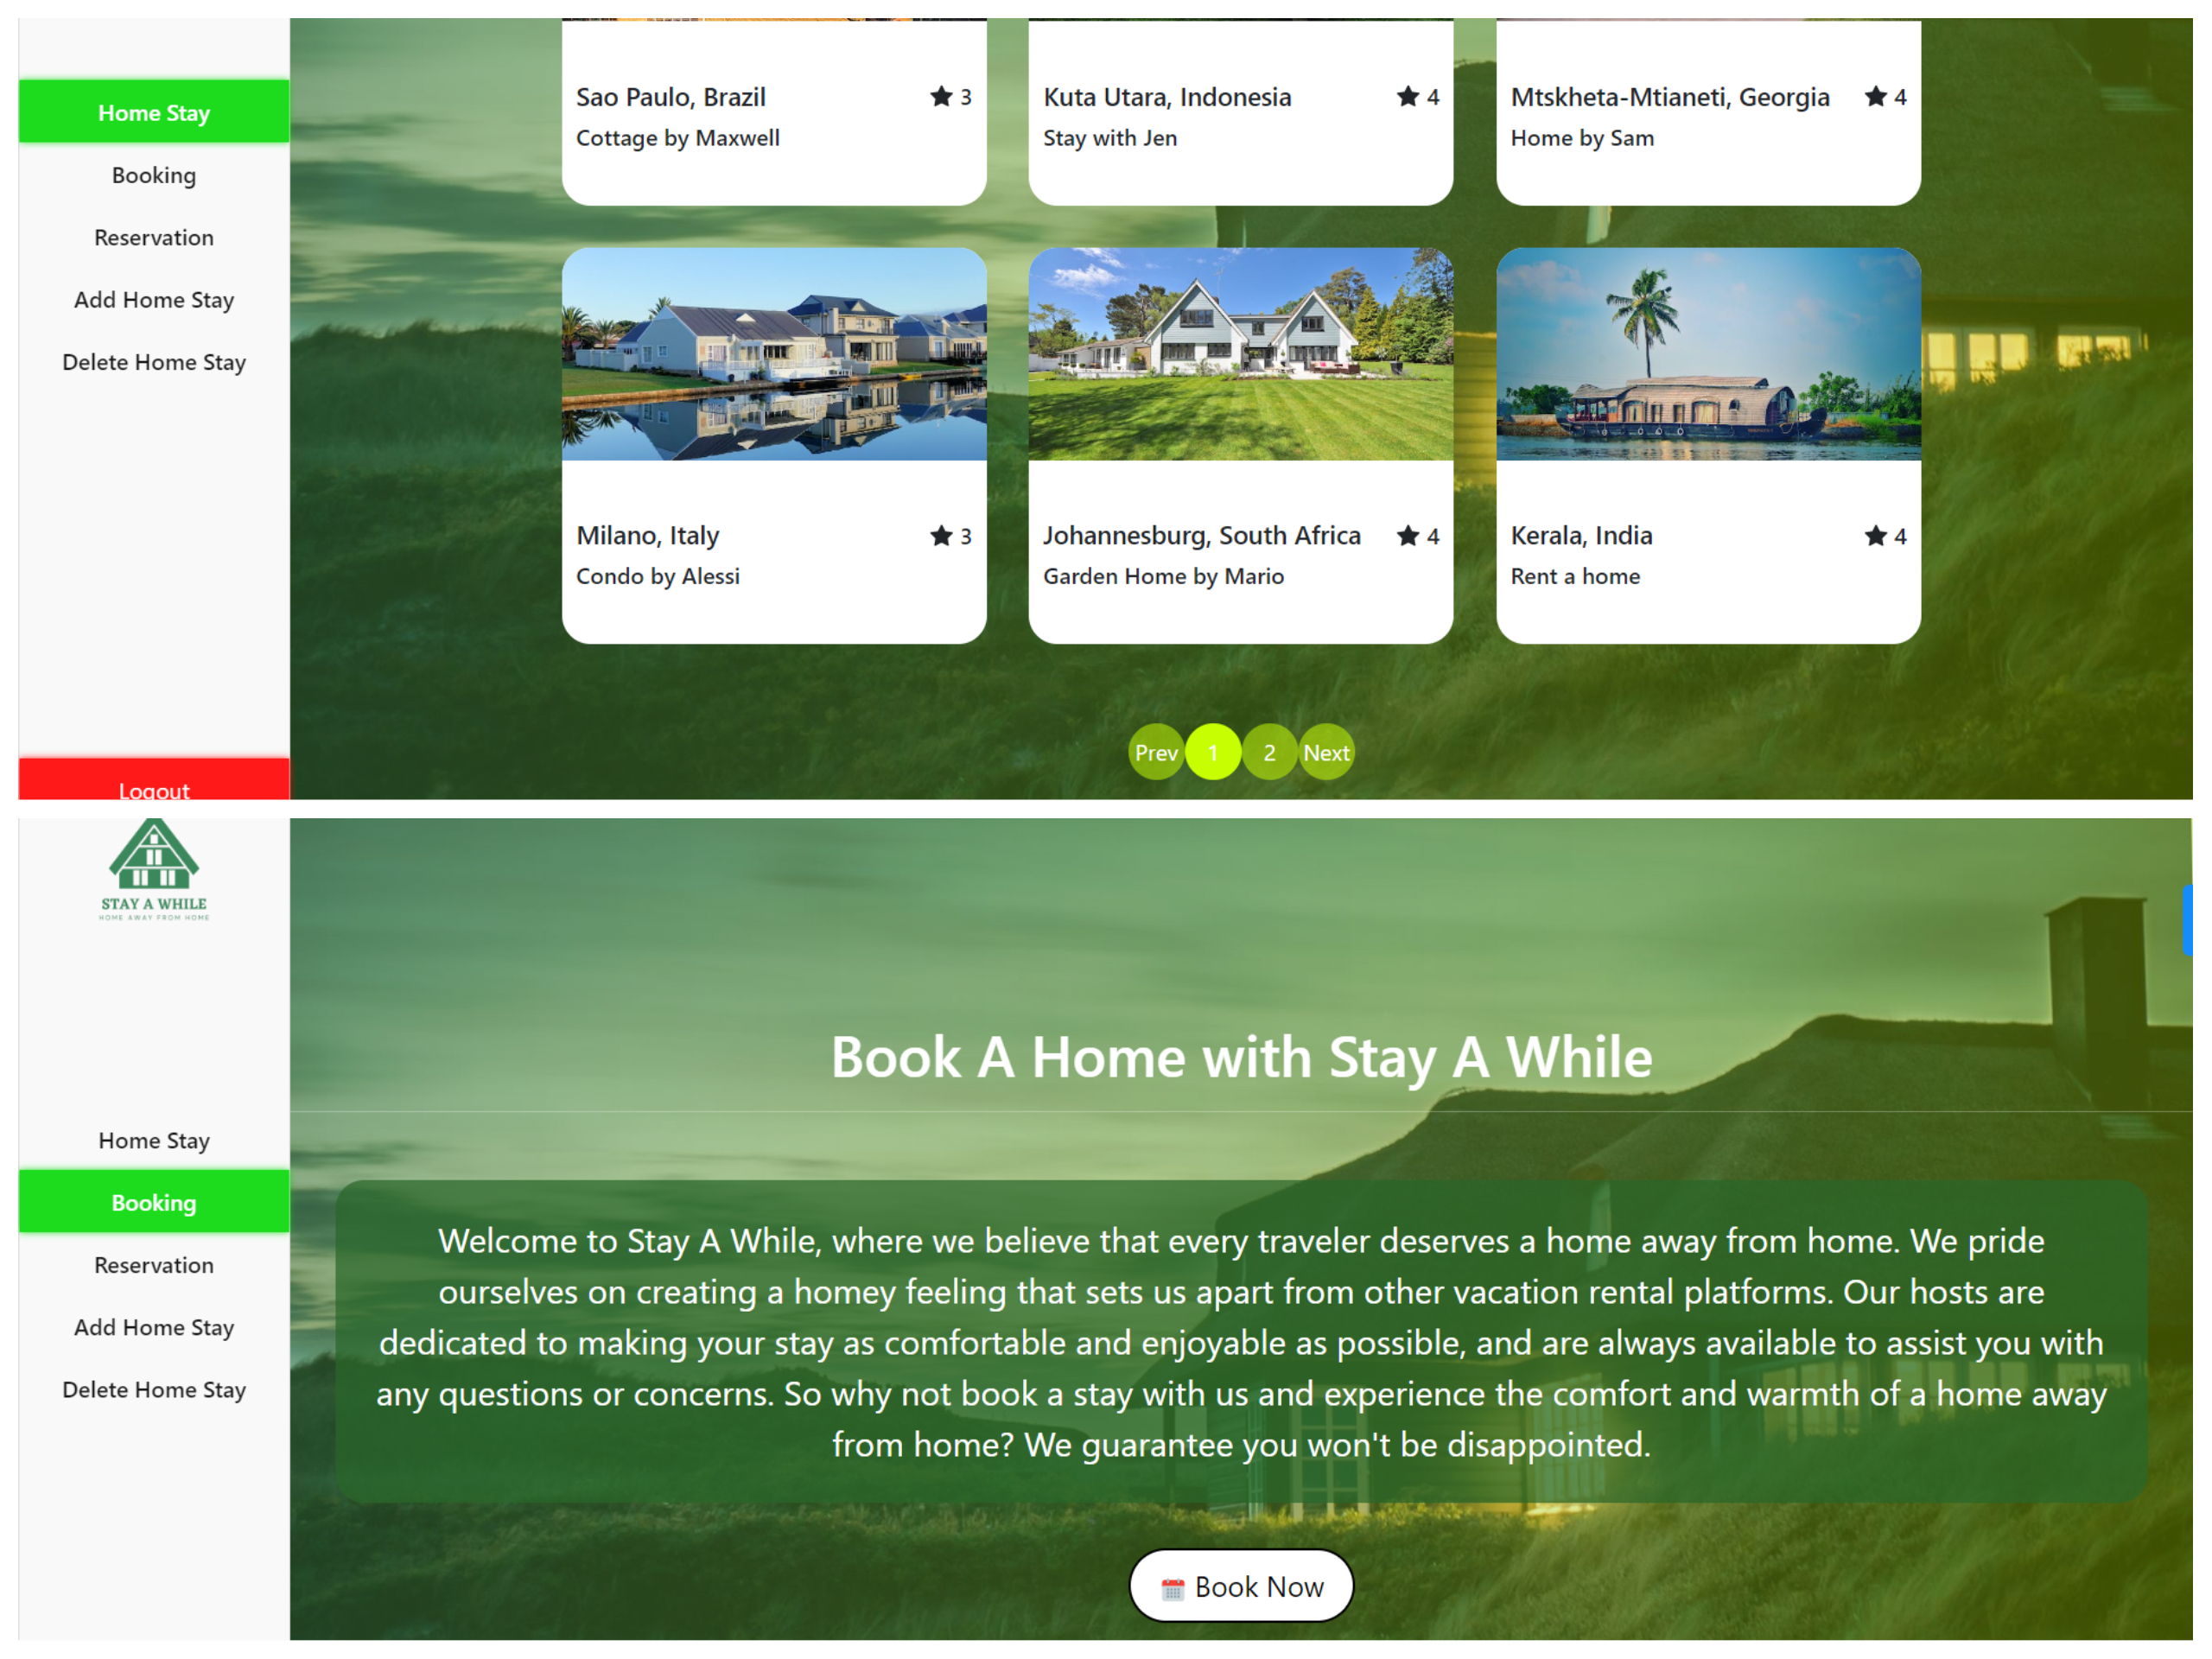 Home Stay
Booking
Reservation
Add Home Stay
Delete Home Stay
Logout
Sao Paulo, Brazil 3
Cottage by Maxwell
Kuta Utara, Indonesia 4
Stay with Jen
Mtskheta-Mtianeti, Georgia 4
Home by Sam
Milano, Italy 3
Condo by Alessi
Johannesburg, South Africa 4
Garden Home by Mario
Kerala, India 4
Rent a home
Prev 1 2 Next
STAY A WHILE
HOME AWAY FROM HOME
Home Stay
Booking
Reservation
Add Home Stay
Delete Home Stay
Book A Home with Stay A While
Welcome to Stay A While, where we believe that every traveler deserves a home away from home. We pride
ourselves on creating a homey feeling that sets us apart from other vacation rental platforms. Our hosts are
dedicated to making your stay as comfortable and enjoyable as possible, and are always available to assist you with
any questions or concerns. So why not book a stay with us and experience the comfort and warmth of a home away
from home? We guarantee you won't be disappointed.
Book Now